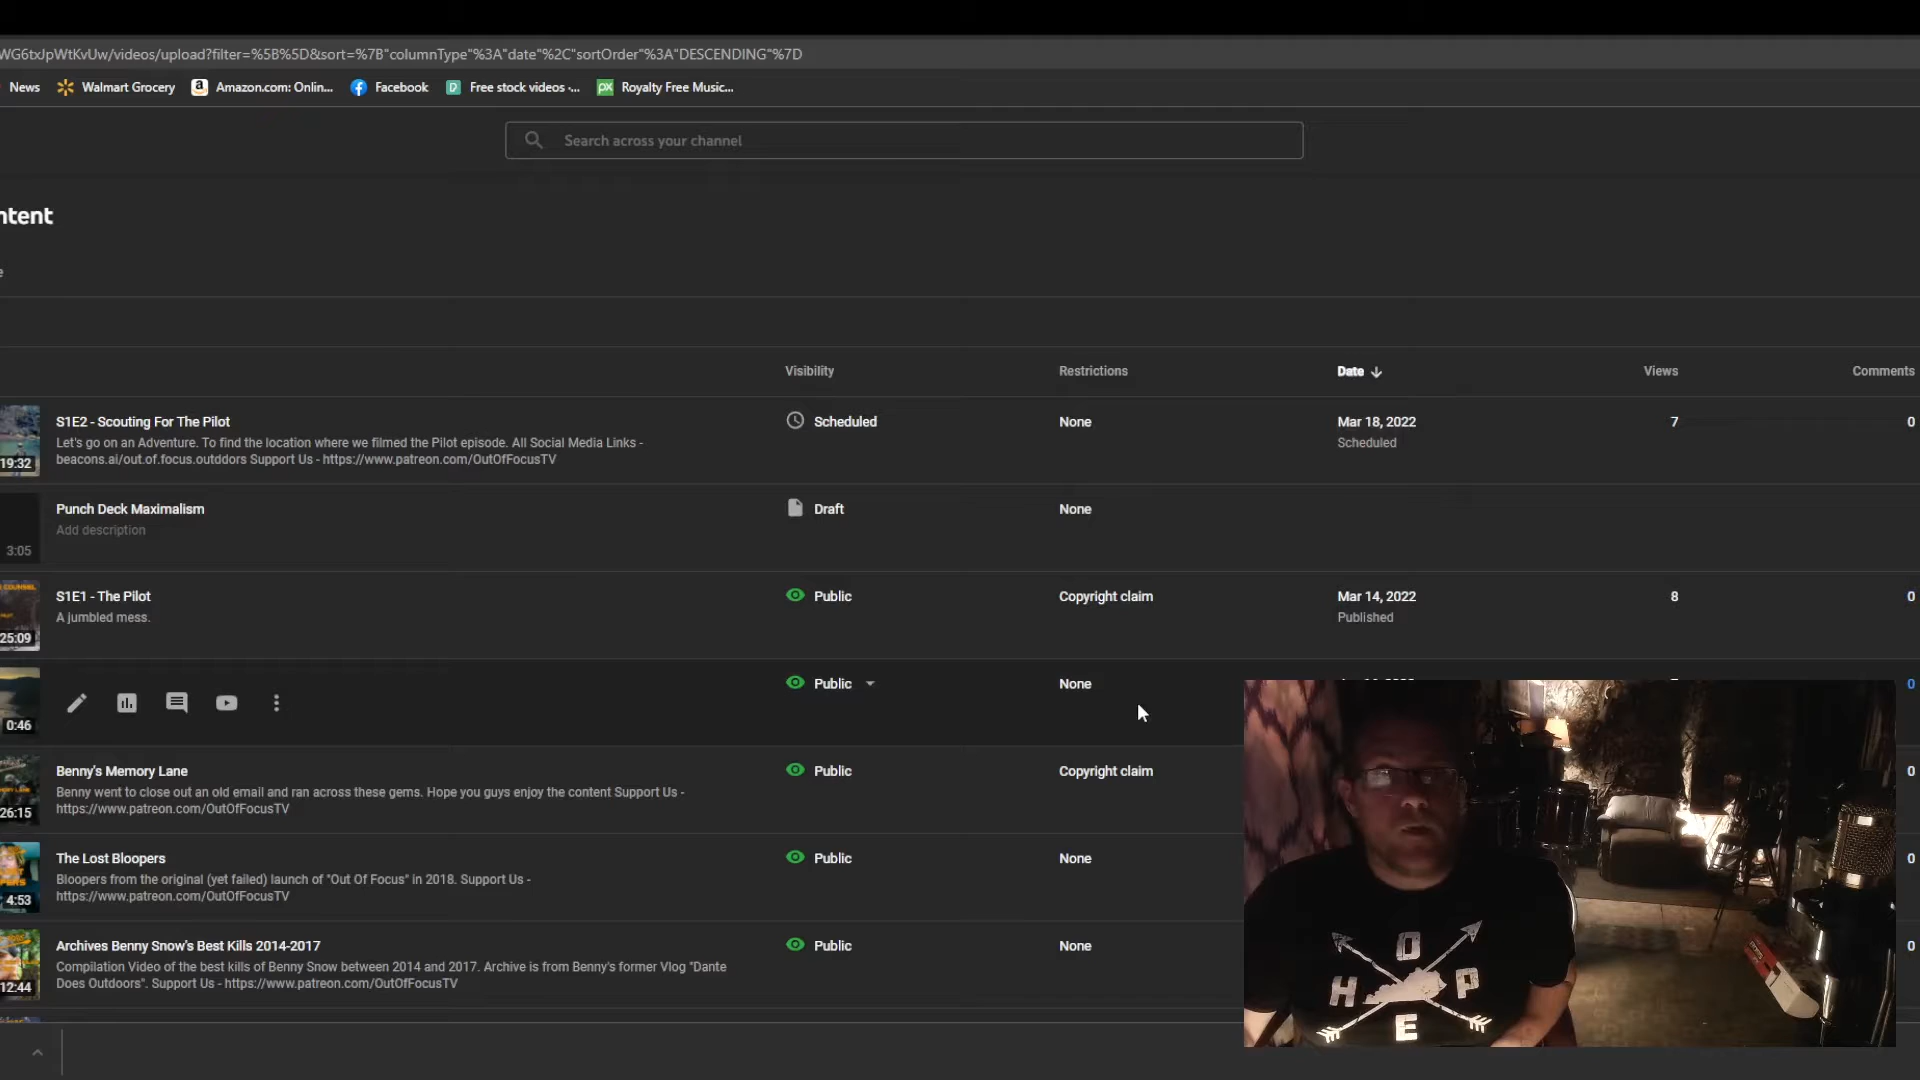 WG6txJpWtKvUw/videos/upload?filter=%5B%5D&sort=%7B"columnType"%3A"date"%2C"sortOrder"%3A"DESCENDING"%7D
News Walmart Grocery Amazon.com: Onlin... Facebook Free stock videos -... Royalty Free Music...
Search across your channel
ntent
e
Visibility Restrictions Date Views Comments
S1E2 - Scouting For The Pilot Scheduled None Mar 18, 2022 7 0
Let's go on an Adventure. To find the location where we filmed the Pilot episode. All Social Media Links - Scheduled
beacons.ai/out.of.focus.outddors Support Us - https://www.patreon.com/OutOfFocusTV
19:32
Punch Deck Maximalism Draft None
Add description
3:05
S1E1 - The Pilot Public Copyright claim Mar 14, 2022 8 0
A jumbled mess. Published
25:09
Public None 0
0:46
Benny's Memory Lane Public Copyright claim 0
Benny went to close out an old email and ran across these gems. Hope you guys enjoy the content Support Us -
https://www.patreon.com/OutOfFocusTV
26:15
The Lost Bloopers Public None 0
Bloopers from the original (yet failed) launch of "Out Of Focus" in 2018. Support Us -
https://www.patreon.com/OutOfFocusTV
4:53
Archives Benny Snow's Best Kills 2014-2017 Public None 0
Compilation Video of the best kills of Benny Snow between 2014 and 2017. Archive is from Benny's former Vlog "Dante
Does Outdoors". Support Us - https://www.patreon.com/OutOfFocusTV
12:44
O
H P
E